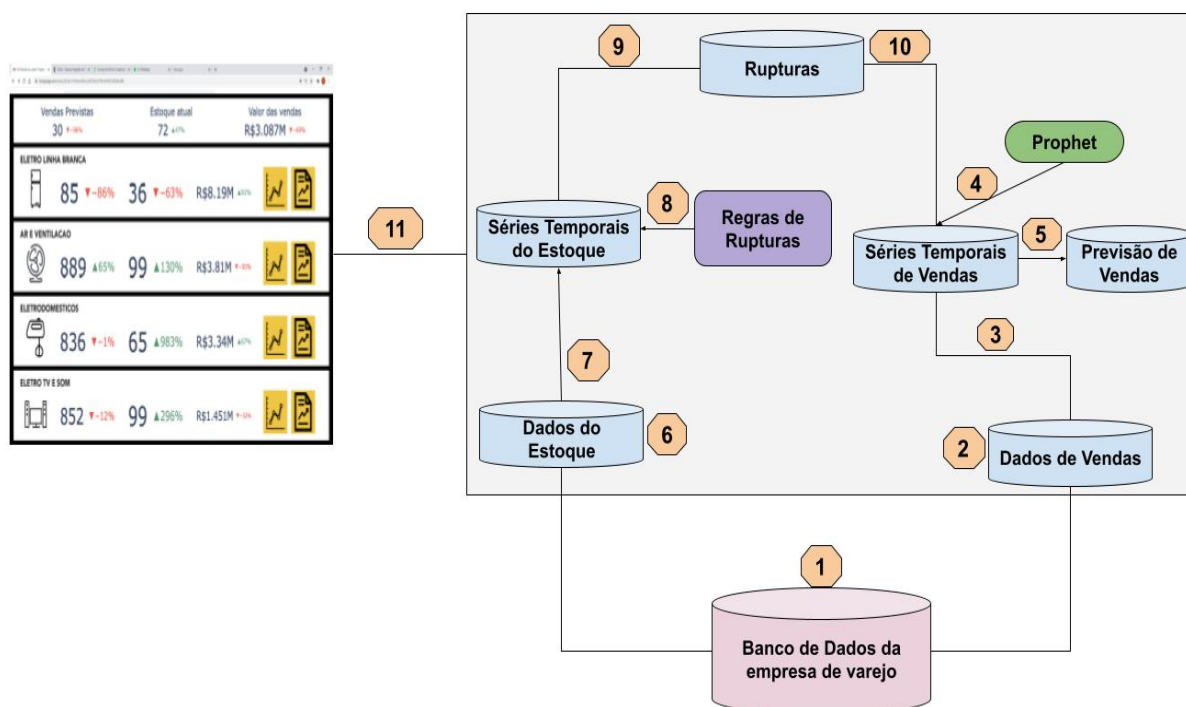 Vendas Previstas
Estoque atual
Valor das vendas
30 ▼-98%
72 ▲47%
R$3.087M
ELETRO LINHA BRANCA
85 ▼-86%
36 ▼-63%
R$8.19M
AR E VENTILACAO
889 ▲65%
99 ▲130%
R$3.81M
ELETRODOMESTICOS
836 ▼-1%
65 ▲983%
R$3.34M
ELETRO TV E SOM
852 ▼-12%
99 ▲296%
R$1.451M
11
9
Rupturas
10
Prophet
4
8
Séries Temporais
do Estoque
Regras de
Rupturas
5
Séries Temporais
de Vendas
Previsão de
Vendas
3
7
Dados do
Estoque
6
2
Dados de Vendas
1
Banco de Dados da
empresa de varejo